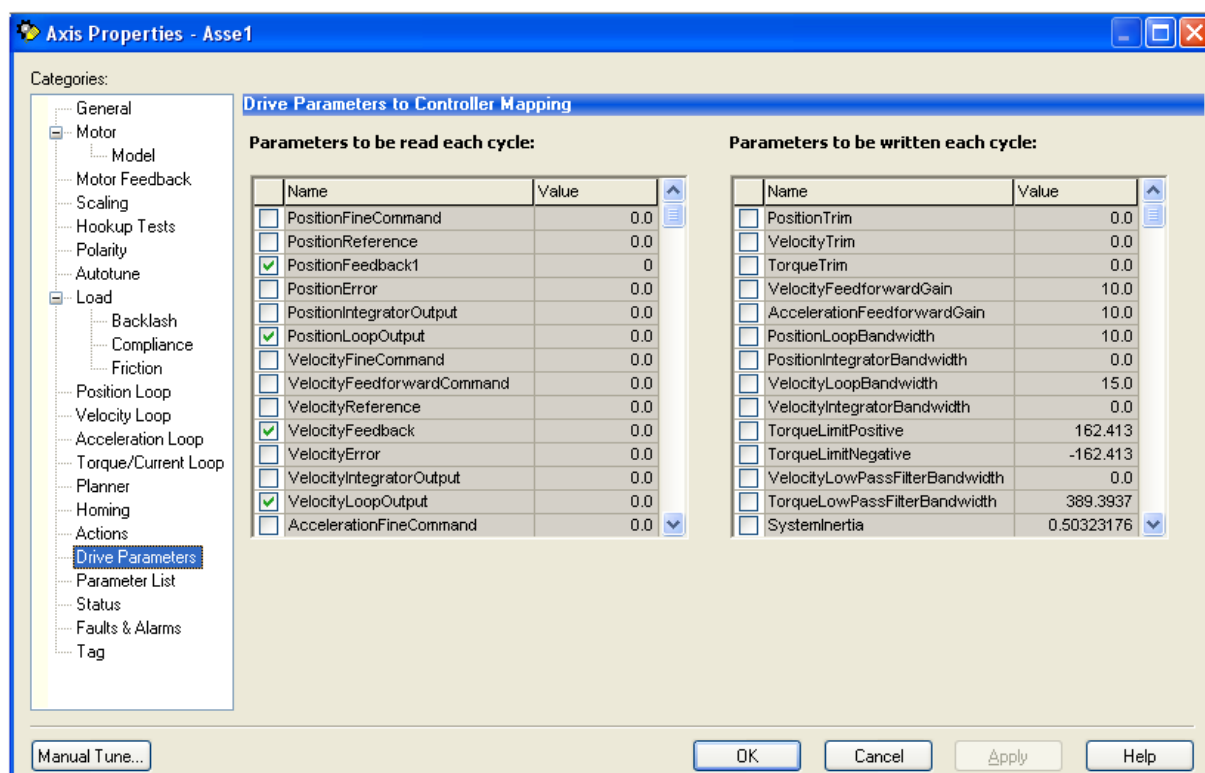 Axis Properties - Asse1
Categories:
General
Motor
Model
Motor Feedback
Scaling
Hookup Tests
Polarity
Autotune
Load
Backlash
Compliance
Friction
Position Loop
Velocity Loop
Acceleration Loop
Torque/Current Loop
Planner
Homing
Actions
Drive Parameters
Parameter List
Status
Faults & Alarms
Tag
Drive Parameters to Controller Mapping
Parameters to be read each cycle:
Name Value
PositionFineCommand 0.0
PositionReference 0.0
PositionFeedback1 0
PositionError 0.0
PositionIntegratorOutput 0.0
PositionLoopOutput 0.0
VelocityFineCommand 0.0
VelocityFeedforwardCommand 0.0
VelocityReference 0.0
VelocityFeedback 0.0
VelocityError 0.0
VelocityIntegratorOutput 0.0
VelocityLoopOutput 0.0
AccelerationFineCommand 0.0
Parameters to be written each cycle:
Name Value
PositionTrim 0.0
VelocityTrim 0.0
TorqueTrim 0.0
VelocityFeedforwardGain 10.0
AccelerationFeedforwardGain 10.0
PositionLoopBandwidth 10.0
PositionIntegratorBandwidth 0.0
VelocityLoopBandwidth 15.0
VelocityIntegratorBandwidth 0.0
TorqueLimitPositive 162.413
TorqueLimitNegative -162.413
VelocityLowPassFilterBandwidth 0.0
TorqueLowPassFilterBandwidth 389.3937
SystemInertia 0.50323176
Manual Tune... OK Cancel Apply Help